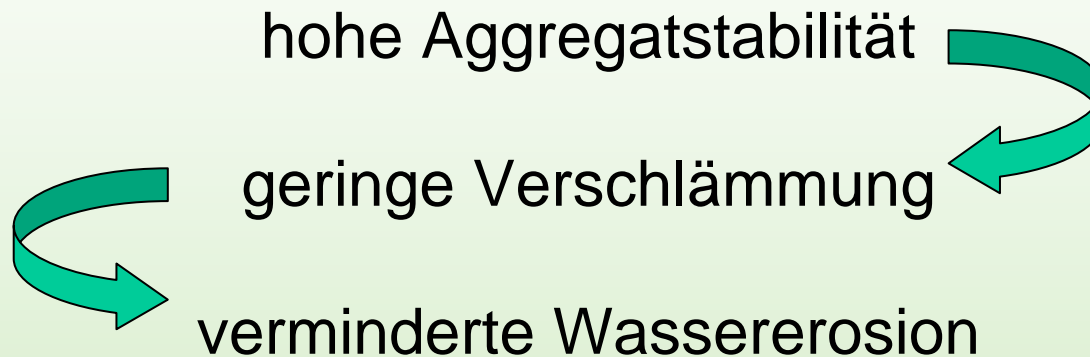 hohe Aggregatstabilität
geringe Verschlämmung
verminderte Wassererosion